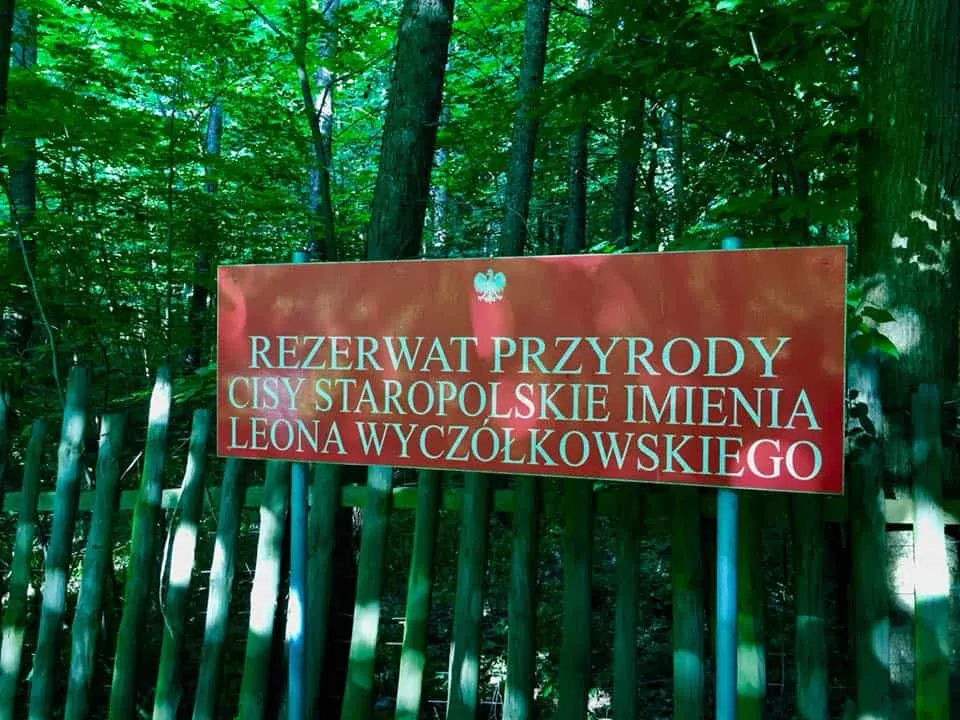 REZERWAT PRZYRODY
CISY STAROPOLSKIE IMIENIA
LEONA WYCZÓŁKOWSKIEGO